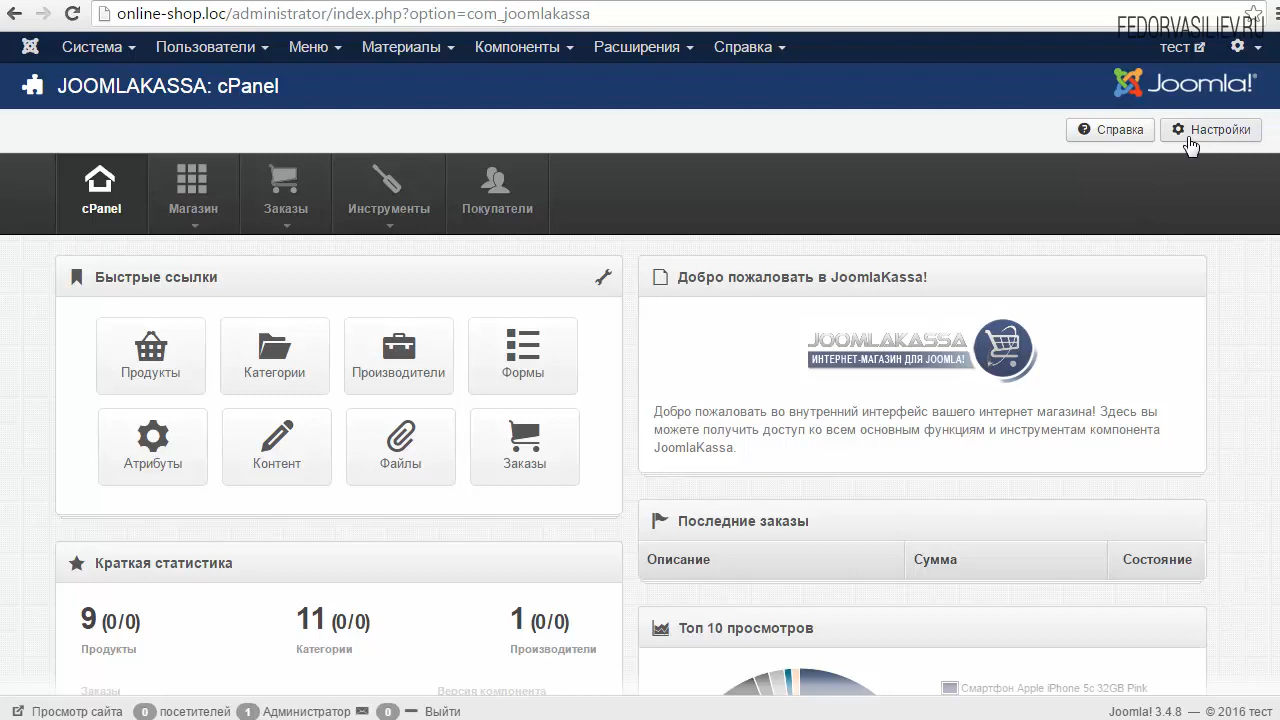 online-shop.loc/administrator/index.php?option=com_joomlakassa
FEDORVASILIEV.RU
Система Пользователи Меню Материалы Компоненты Расширения Справка тест
JOOMLAKASSA: cPanel
Joomla!®
Справка Настройки
cPanel Магазин Заказы Инструменты Покупатели
Быстрые ссылки
Продукты Категории Производители Формы
Атрибуты Контент Файлы Заказы
Добро пожаловать в JoomlaKassa!
JOOMLAKASSA
ИНТЕРНЕТ-МАГАЗИН ДЛЯ JOOMLA!
Добро пожаловать во внутренний интерфейс вашего интернет магазина! Здесь вы
можете получить доступ ко всем основным функциям и инструментам компонента
JoomlaKassa.
Последние заказы
Описание Сумма Состояние
Краткая статистика
9 (0/0) 11 (0/0) 1 (0/0)
Продукты Категории Производители
Заказы Версия компонента
Топ 10 просмотров
Смартфон Apple iPhone 5c 32GB Pink
Просмотр сайта 0 посетителей 1 Администратор 0 Выйти
Joomla! 3.4.8 — © 2016 тест